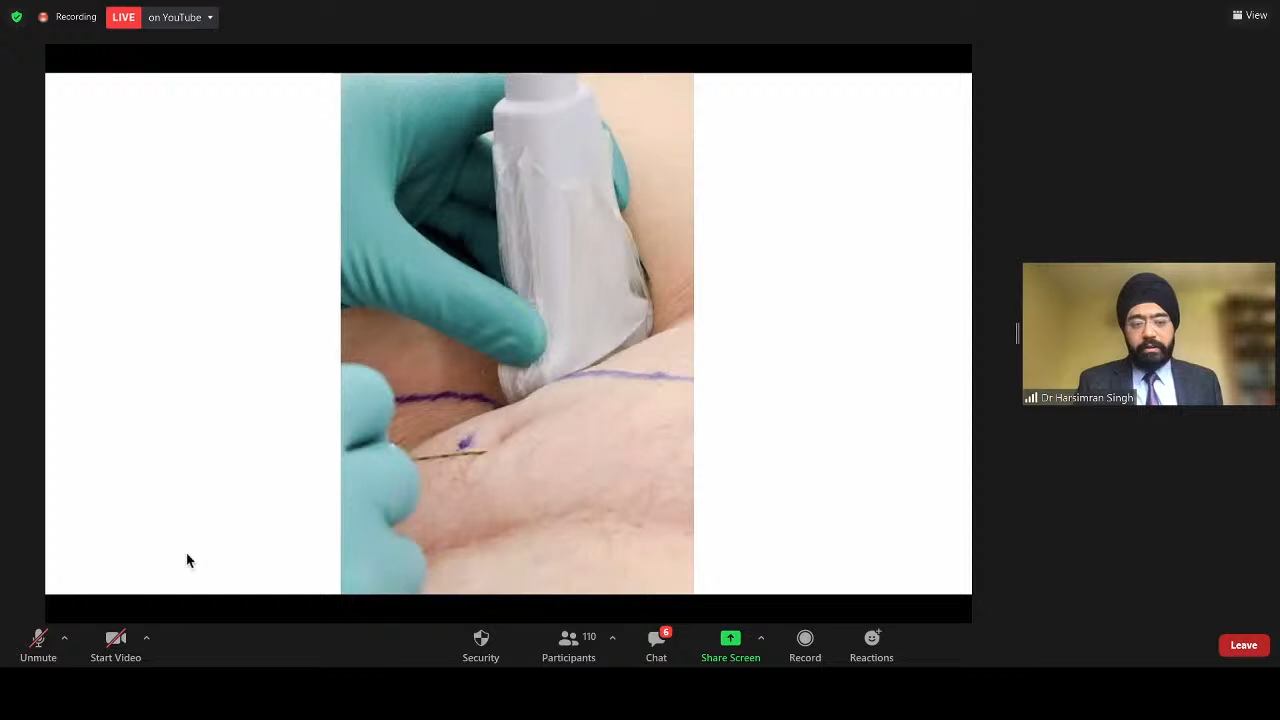 Recording
LIVE
on YouTube
View
Dr Harsimran Singh
Unmute
Start Video
Security
Participants
110
Chat
6
Share Screen
Record
Reactions
Leave